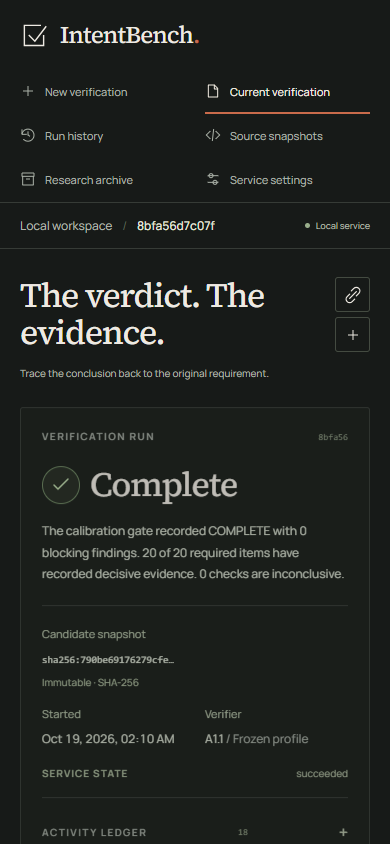 IntentBench.
New verification
Current verification
Run history
Source snapshots
Research archive
Service settings
Local workspace / 8bfa56d7c07f
Local service
The verdict. The
evidence.
Trace the conclusion back to the original requirement.
VERIFICATION RUN
8bfa56
Complete
The calibration gate recorded COMPLETE with 0
blocking findings. 20 of 20 required items have
recorded decisive evidence. 0 checks are inconclusive.
Candidate snapshot
sha256:790be69176279cfe…
Immutable · SHA-256
Started
Verifier
Oct 19, 2026, 02:10 AM
A1.1 / Frozen profile
SERVICE STATE
succeeded
ACTIVITY LEDGER
18
+